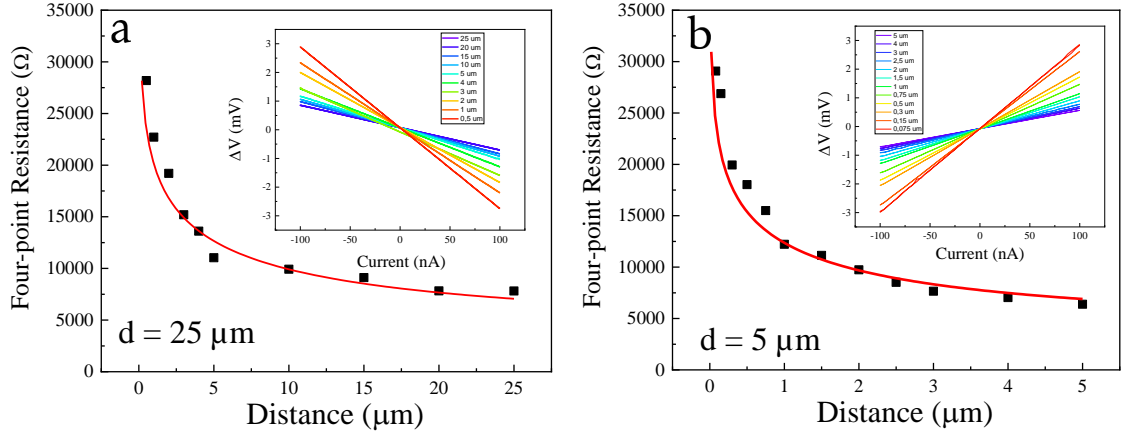 a
35000
30000
25000
20000
15000
10000
5000
0
Four-point Resistance (Ω)
0
5
10
15
20
25
Distance (μm)
d = 25 μm
3
2
1
0
-1
-2
-3
ΔV (mV)
-100
-50
0
50
100
Current (nA)
25 um
20 um
15 um
10 um
5 um
4 um
3 um
2 um
1 um
0,5 um
b
35000
30000
25000
20000
15000
10000
5000
0
Four-point Resistance (Ω)
0
1
2
3
4
5
Distance (μm)
d = 5 μm
3
2
1
0
-1
-2
-3
ΔV (mV)
-100
-50
0
50
100
Current (nA)
5 um
4 um
3 um
2,5 um
2 um
1,5 um
1 um
0,75 um
0,5 um
0,3 um
0,15 um
0,075 um